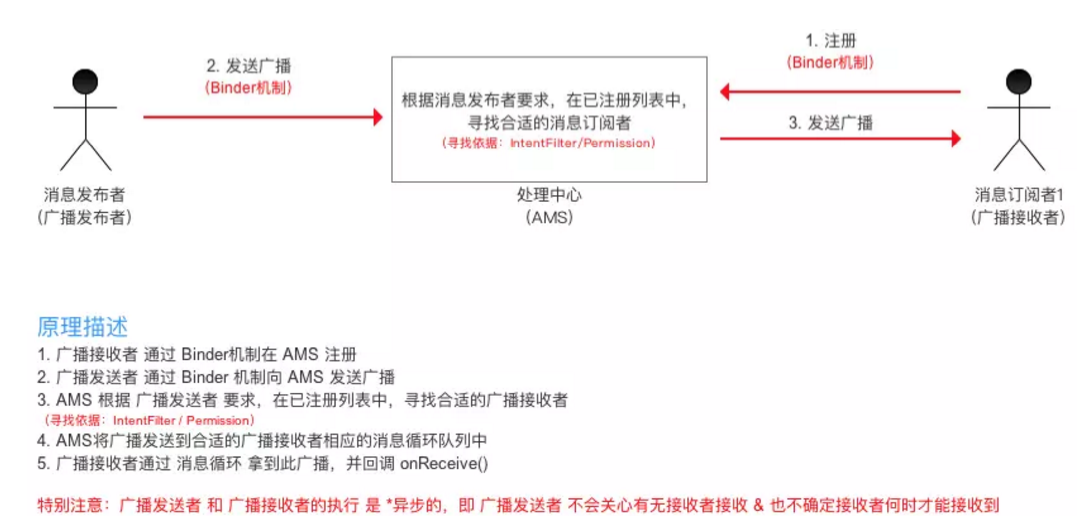 2. 发送广播
(Binder机制)
1. 注册
(Binder机制)
根据消息发布者要求，在已注册列表中，
寻找合适的消息订阅者
(寻找依据：IntentFilter/Permission)
3. 发送广播
消息发布者
(广播发布者)
处理中心
(AMS)
消息订阅者1
(广播接收者)
原理描述
1. 广播接收者 通过 Binder机制在 AMS 注册
2. 广播发送者 通过 Binder 机制向 AMS 发送广播
3. AMS 根据 广播发送者 要求，在已注册列表中，寻找合适的广播接收者
(寻找依据：IntentFilter / Permission)
4. AMS将广播发送到合适的广播接收者相应的消息循环队列中
5. 广播接收者通过 消息循环 拿到此广播，并回调 onReceive()
特别注意：广播发送者 和 广播接收者的执行 是 *异步的，即 广播发送者 不会关心有无接收者接收 & 也不确定接收者何时才能接收到